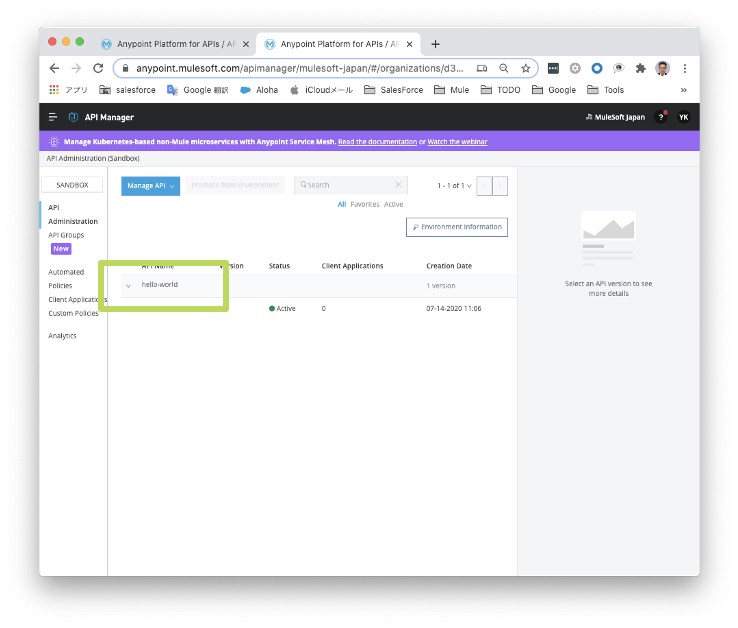 Anypoint Platform for APIs / AP
Anypoint Platform for APIs / AP
anypoint.mulesoft.com/apimanager/mulesoft-japan/#/organizations/d3...
アプリ salesforce Google 翻訳 Aloha iCloudメール SalesForce Mule TODO Google Tools »
API Manager MuleSoft Japan ? YK
Manage Kubernetes-based non-Mule microservices with Anypoint Service Mesh. Read the documentation or Watch the webinar
API Administration (Sandbox)
SANDBOX
API
Administration
API Groups
New
Automated
Policies
Client Applications
Custom Policies
Analytics
Manage API Promote from environment Search 1 - 1 of 1
All Favorites Active
Environment information
API Name Version Status Client Applications Creation Date
hello-world 1 version
Active 0 07-14-2020 11:06
Select an API version to see
more details